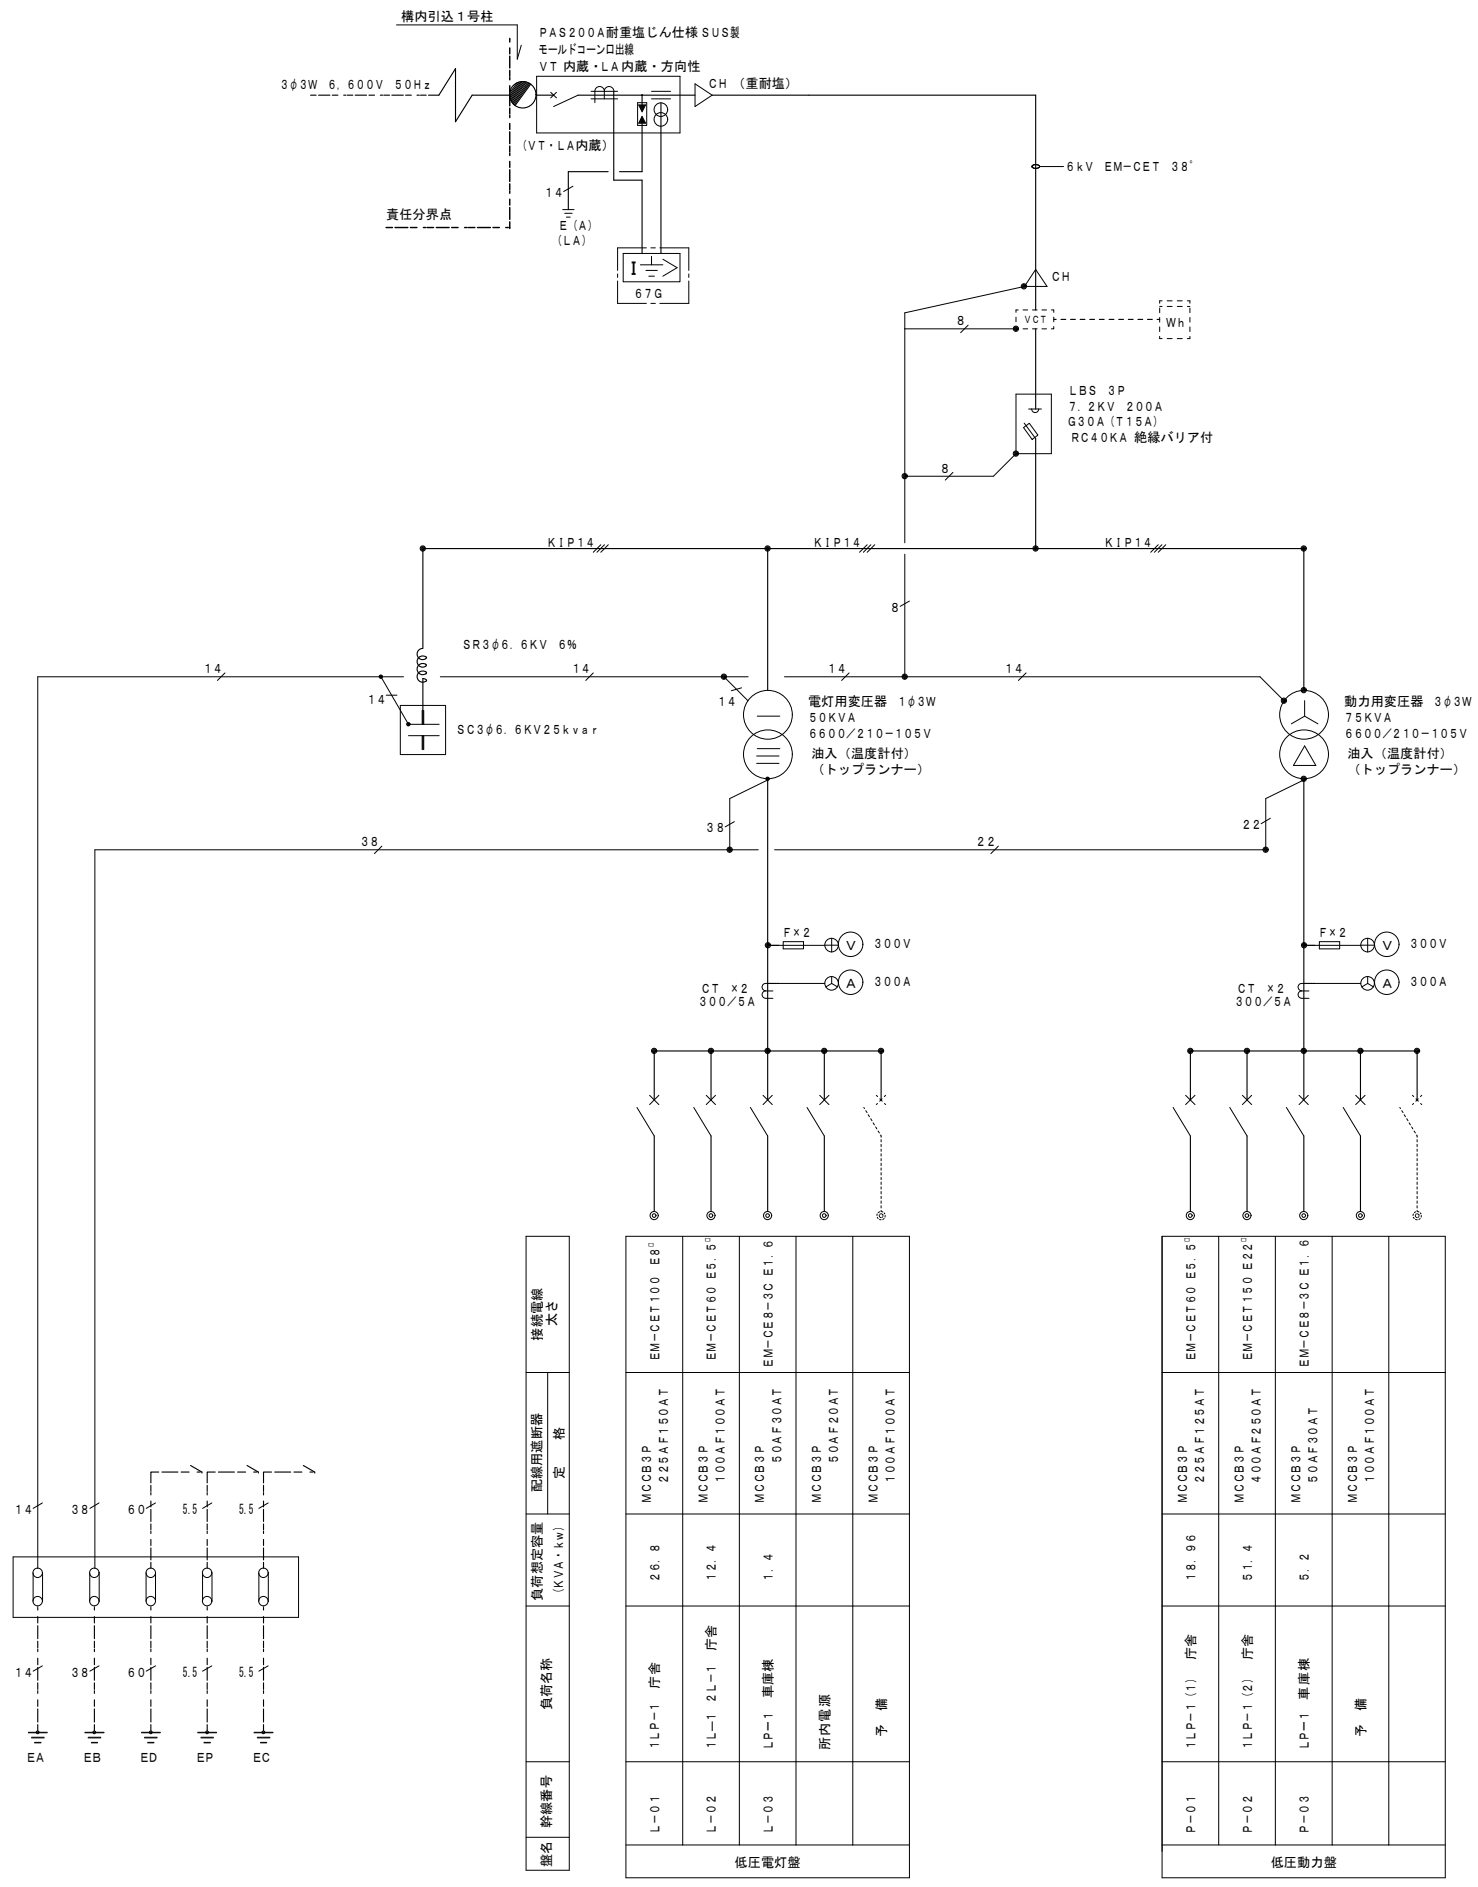 構内引込1号柱
PAS200A耐重塩じん仕様SUS製
モールドコーン口出線
VT 内蔵・LA内蔵・方向性
3φ3W 6,600V 50Hz
CH (重耐塩)
(VT・LA内蔵)
6kV EM-CET 38°
14
責任分界点
E(A)
(LA)
I
67G
CH
8
VCT
Wh
LBS 3P
7.2KV 200A
G30A(T15A)
RC40KA 絶縁バリア付
8
KIP14
KIP14
KIP14
8
SR3φ6.6KV 6%
14
14
14
14
14
14
SC3φ6.6KV25kvar
電灯用変圧器 1φ3W
50KVA
6600/210-105V
油入(温度計付)
(トップランナー)
動力用変圧器 3φ3W
75KVA
6600/210-105V
油入(温度計付)
(トップランナー)
38
38
22
22
F×2
V
300V
A
300A
CT ×2
300/5A
F×2
V
300V
A
300A
CT ×2
300/5A
接続電線
太さ
EM-CET100 E8□
EM-CET60 E5.5□
EM-CE8-3C E1.6
EM-CET60 E5.5□
EM-CET150 E22□
EM-CE8-3C E1.6
配線用遮断器
定 格
MCCB3P
225AF150AT
MCCB3P
100AF100AT
MCCB3P
50AF30AT
MCCB3P
50AF20AT
MCCB3P
100AF100AT
MCCB3P
225AF125AT
MCCB3P
400AF250AT
MCCB3P
50AF30AT
MCCB3P
100AF100AT
負荷想定容量
(KVA・kw)
26.8
12.4
1.4
18.96
51.4
5.2
負荷名称
1LP-1 庁舎
1L-1 2L-1 庁舎
LP-1 車庫棟
所内電源
予 備
1LP-1(1) 庁舎
1LP-1(2) 庁舎
LP-1 車庫棟
予 備
幹線番号
L-01
L-02
L-03
P-01
P-02
P-03
盤名
低圧電灯盤
低圧動力盤
14
38
60
5.5
5.5
14
38
60
5.5
5.5
EA
EB
ED
EP
EC